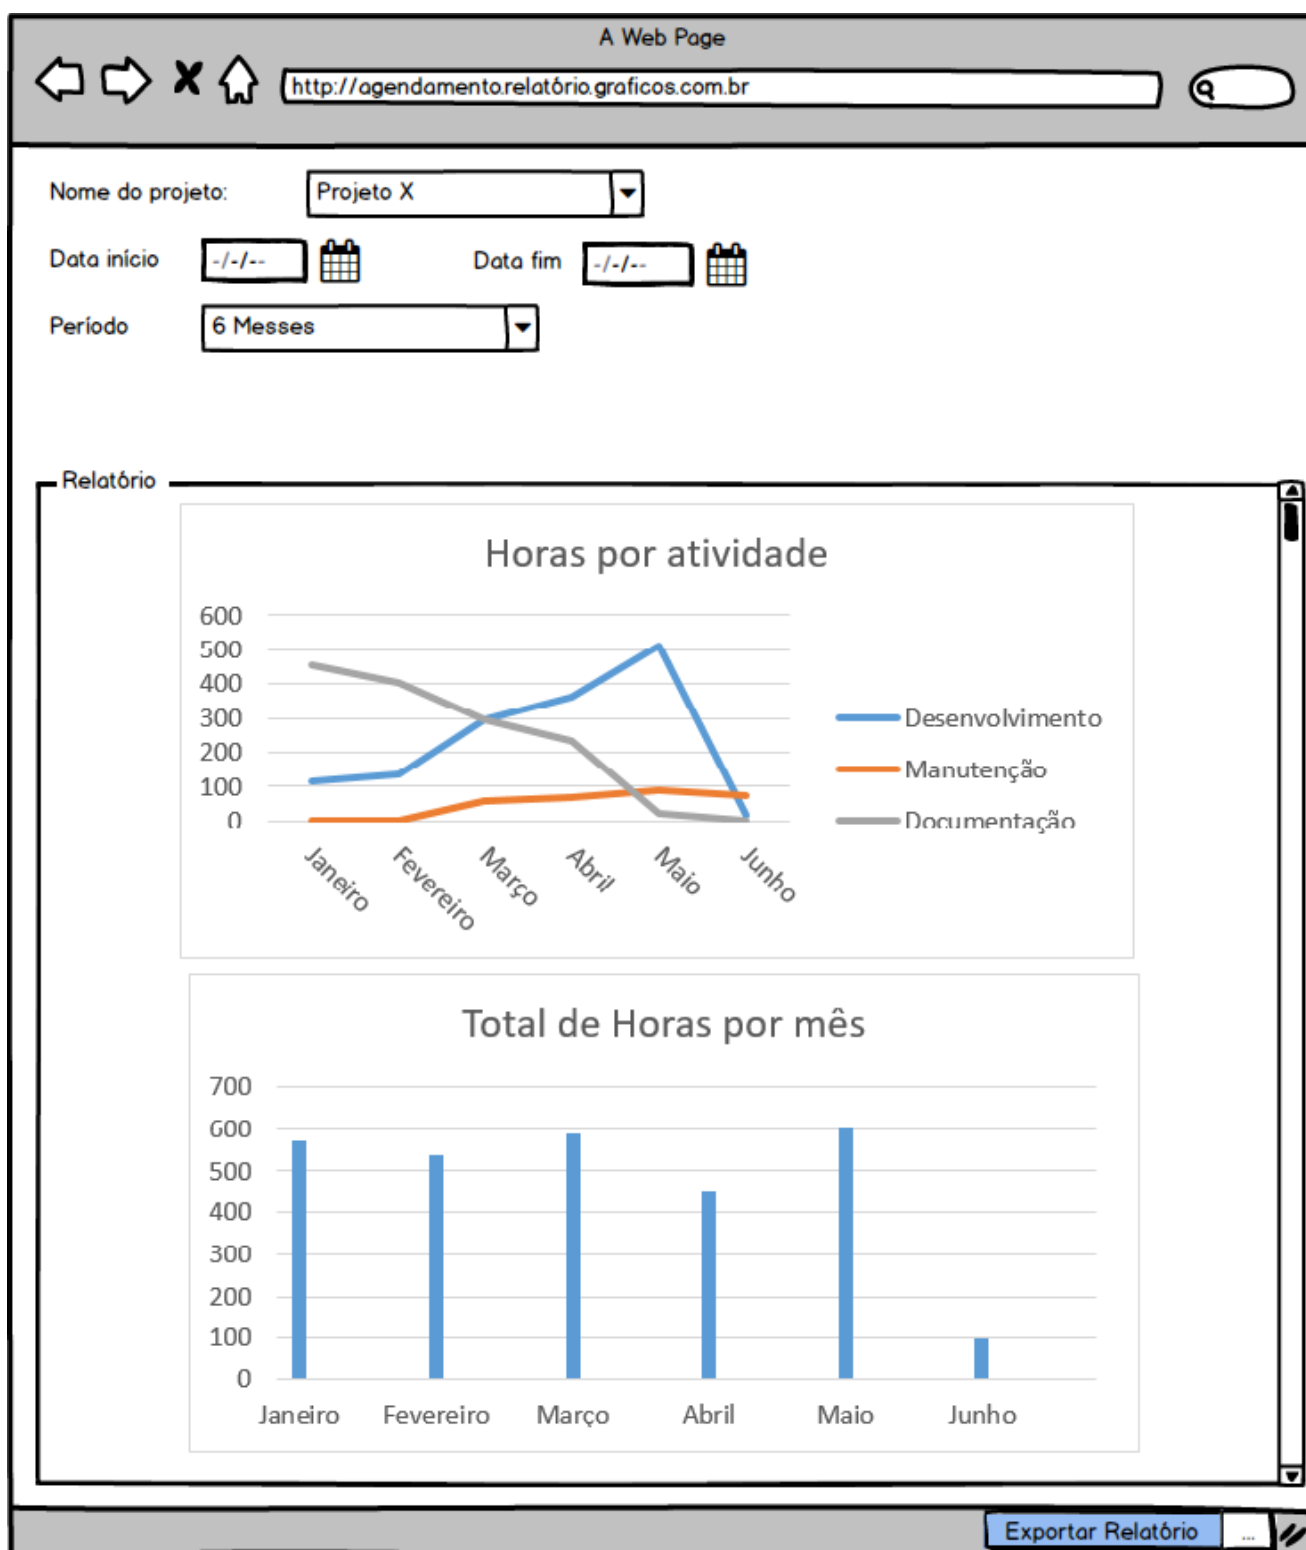 A Web Page
http://agendamento.relatório.graficos.com.br
Nome do projeto: Projeto X
Data início -/-/-- Data fim -/-/--
Período 6 Messes
Relatório
Horas por atividade
600
500
400
300
200
100
0
Desenvolvimento
Manutenção
Documentação
Janeiro Fevereiro Março Abril Maio Junho
Total de Horas por mês
700
600
500
400
300
200
100
0
Janeiro Fevereiro Março Abril Maio Junho
Exportar Relatório ...